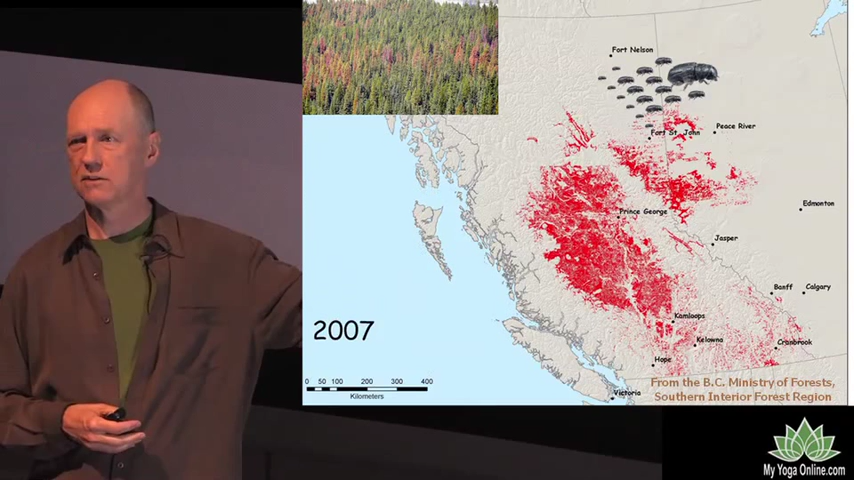 Fort Nelson
Fort St. John
Peace River
Prince George
Edmonton
Jasper
Banff
Calgary
2007
Kamloops
Kelowna
Cranbrook
Hope
0 50 100 200 300 400
Kilometers
Victoria
From the B.C. Ministry of Forests,
Southern Interior Forest Region
My Yoga Online.com